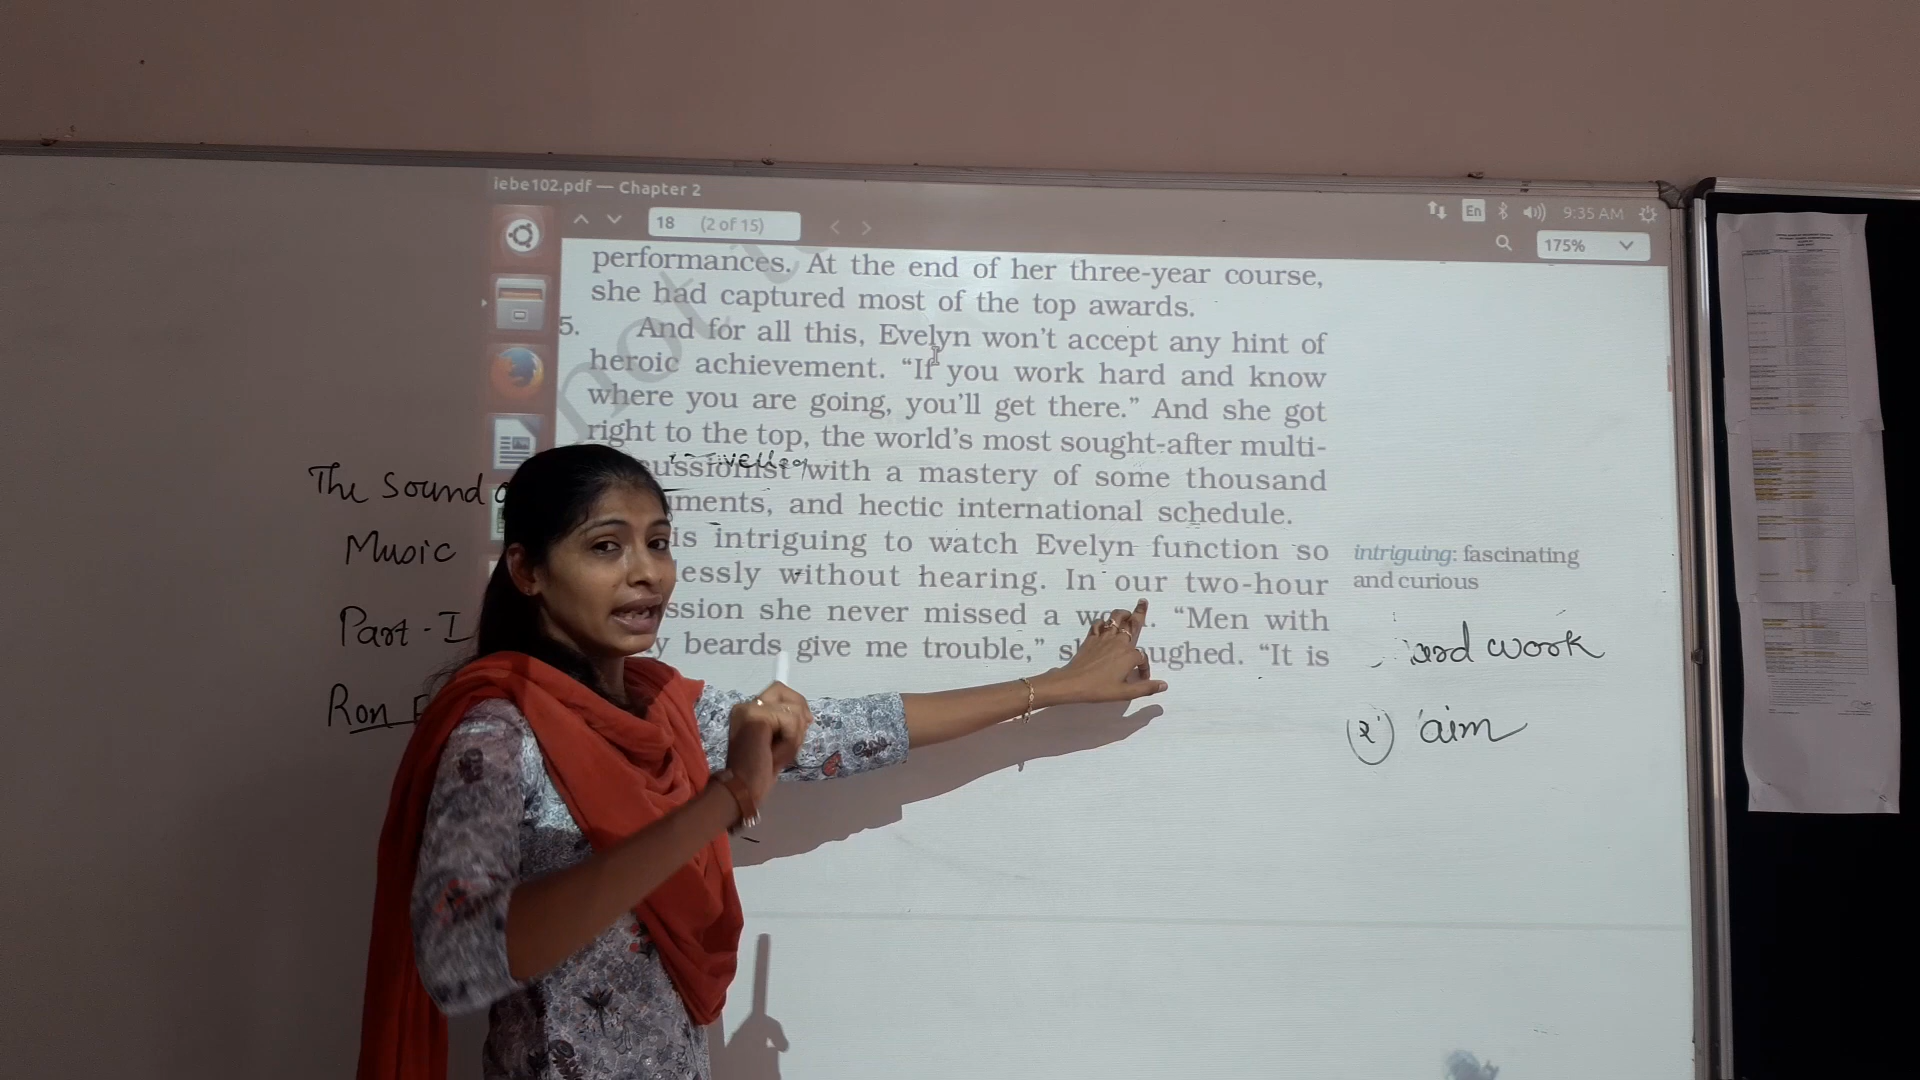 iebe102.pdf — Chapter 2
18 (2 of 15)
En 9:35 AM
175%
not
performances. At the end of her three-year course,
she had captured most of the top awards.
5. And for all this, Evelyn won't accept any hint of
heroic achievement. “If you work hard and know
where you are going, you'll get there.” And she got
right to the top, the world's most sought-after multi-
ussionist with a mastery of some thousand
ments, and hectic international schedule.
is intriguing to watch Evelyn function so
lessly without hearing. In our two-hour
ssion she never missed a “Men with
y beards give me trouble,” ughed. “It is
intriguing: fascinating
and curious
The Sound
Music
Part-I
Ron
work
(2) aim